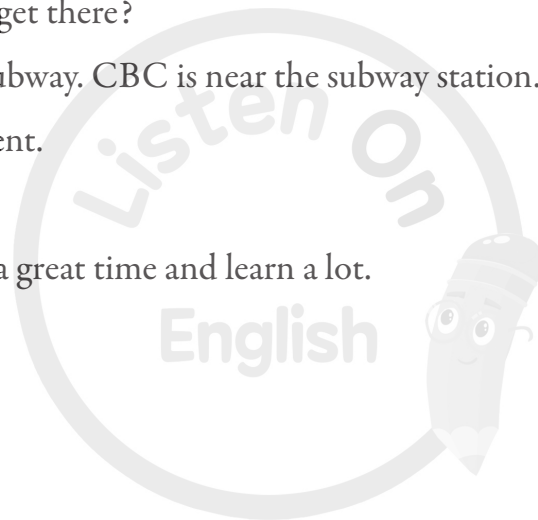 get there?
ubway. CBC is near the subway station.
ent.
a great time and learn a lot.
Listen On
English